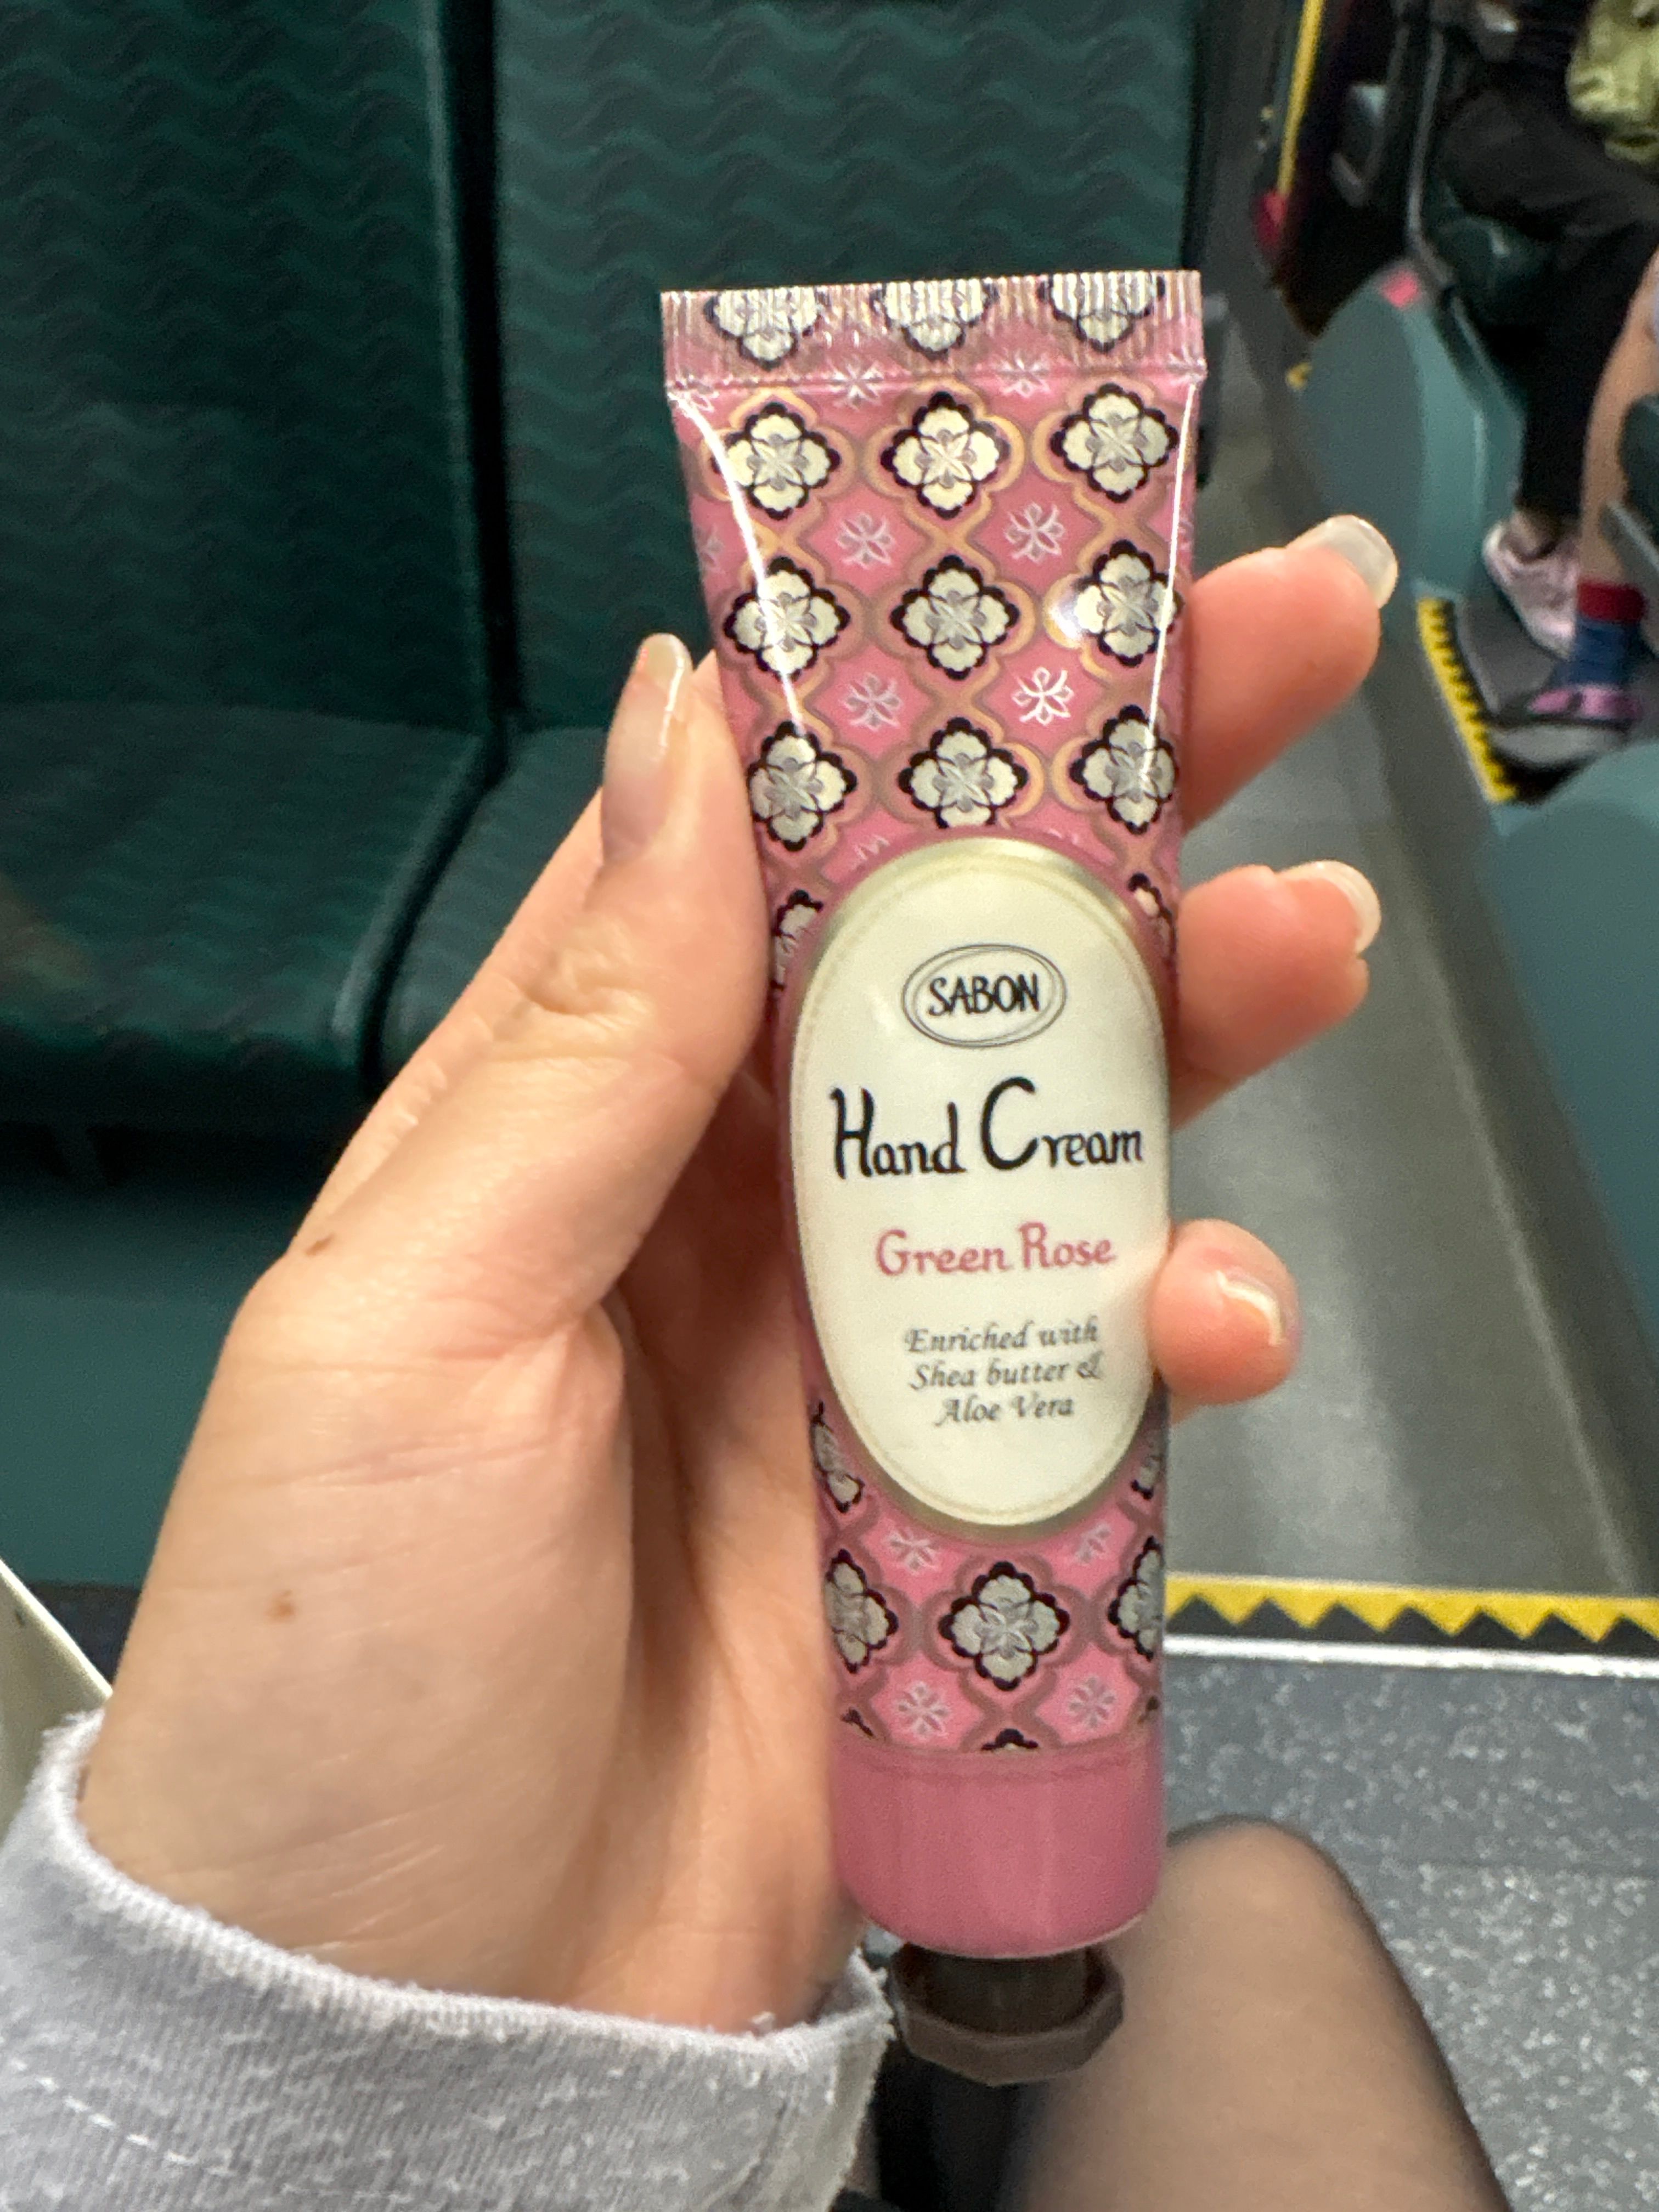 SABON
Hand Cream
Green Rose
Enriched with
Shea butter &
Aloe Vera